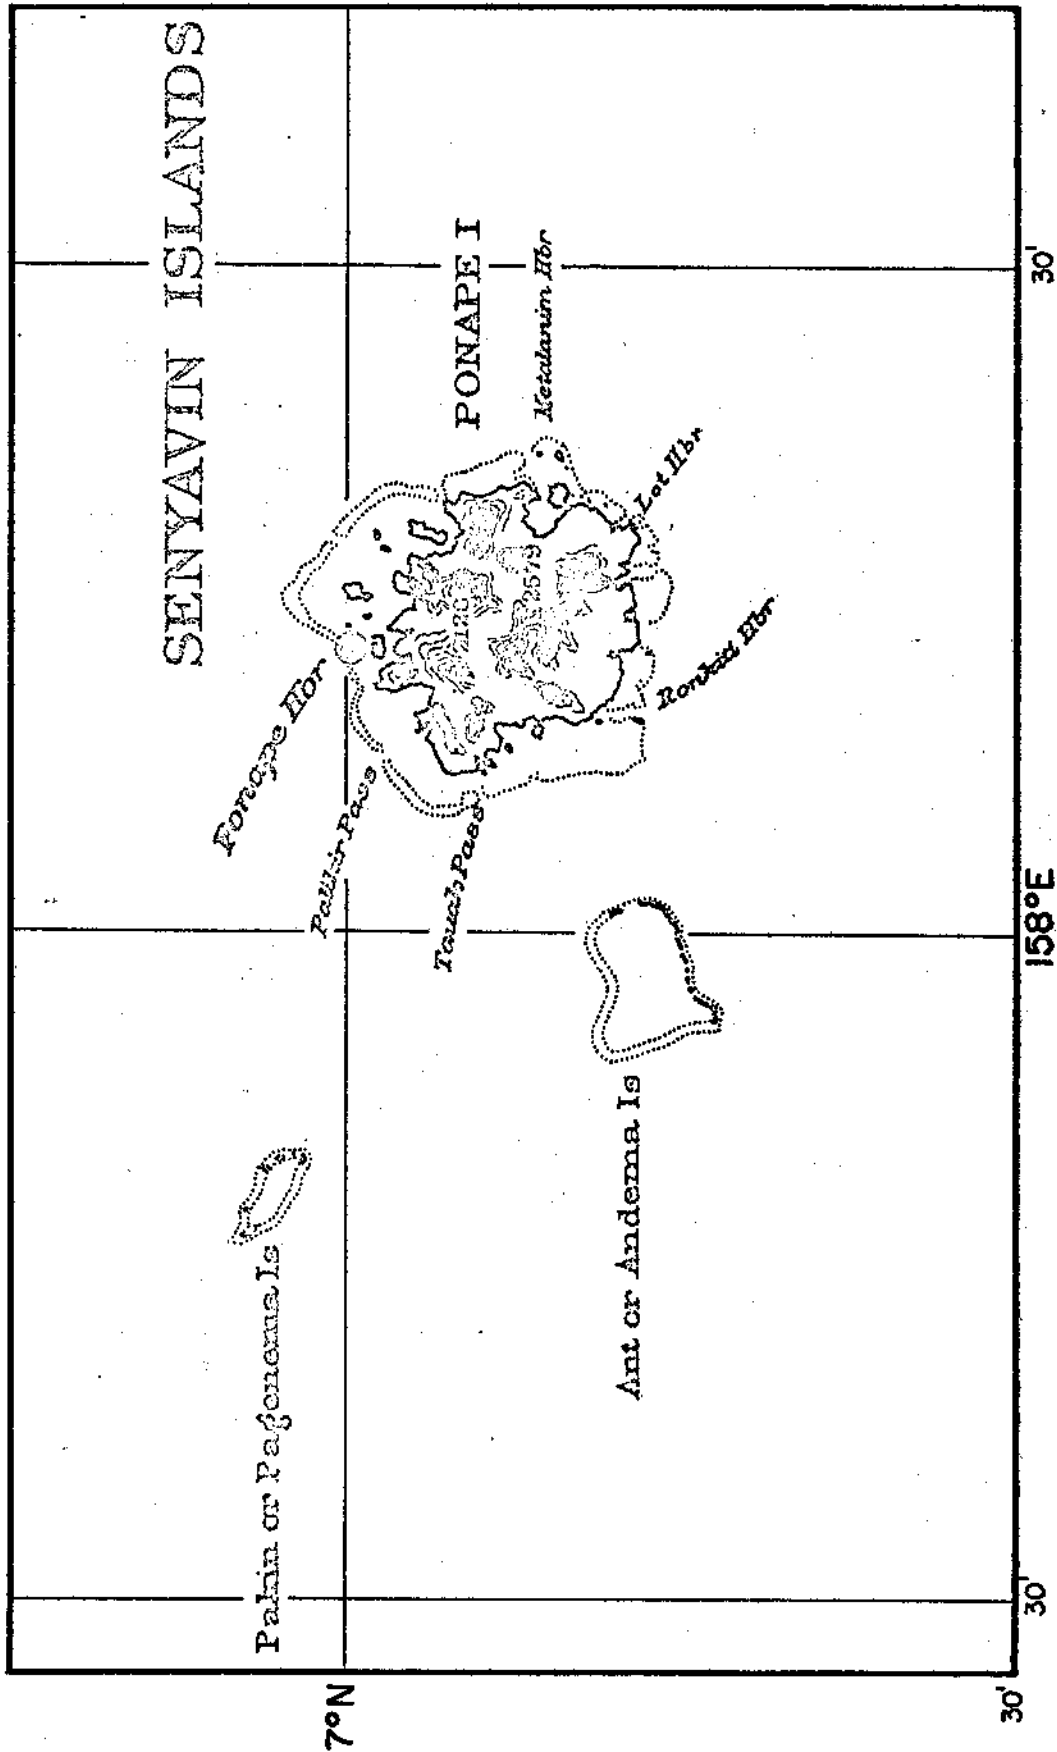 SENYAVIN ISLANDS
Ponape Hbr
Palikir Pass
Tauak Pass
PONAPE I
Metalanim Hbr
Lot Hbr
Ronkiti Hbr
2579
Pakin or Pagenema Is
Ant or Andema Is
7°N
30'
30'
158°E
30'